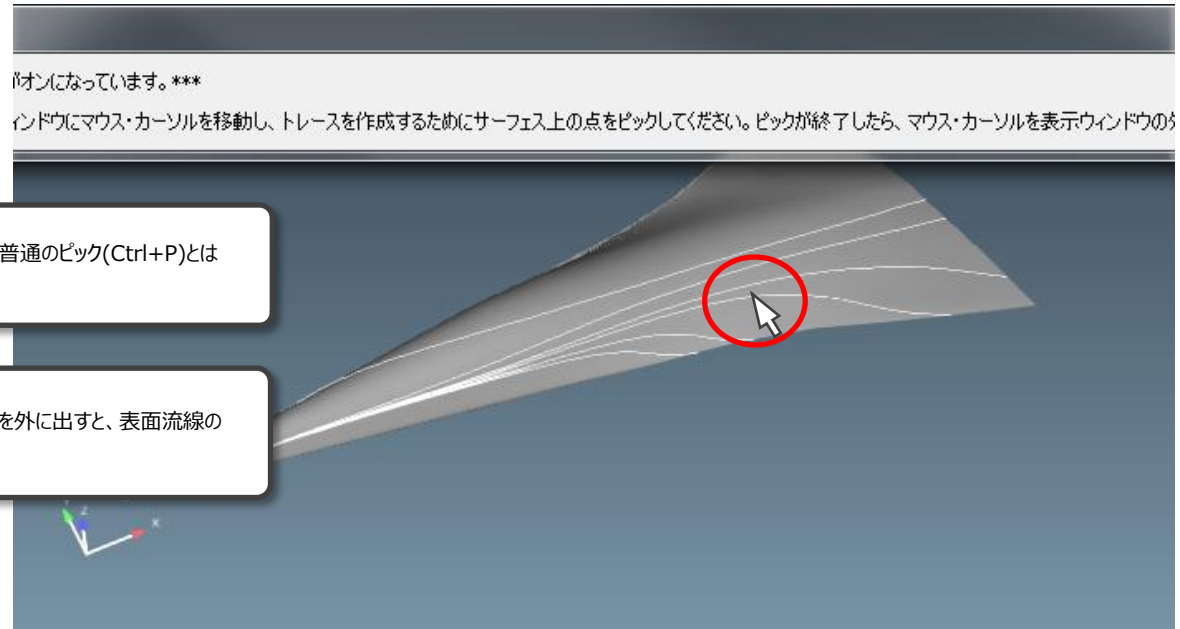 がオンになっています。***
ィンドウにマウス・カーソルを移動し、トレースを作成するためにサーフェス上の点をピックしてください。ピックが終了したら、マウス・カーソルを表示ウィンドウの
普通のピック(Ctrl+P)とは
を外に出すと、表面流線の
Z
X